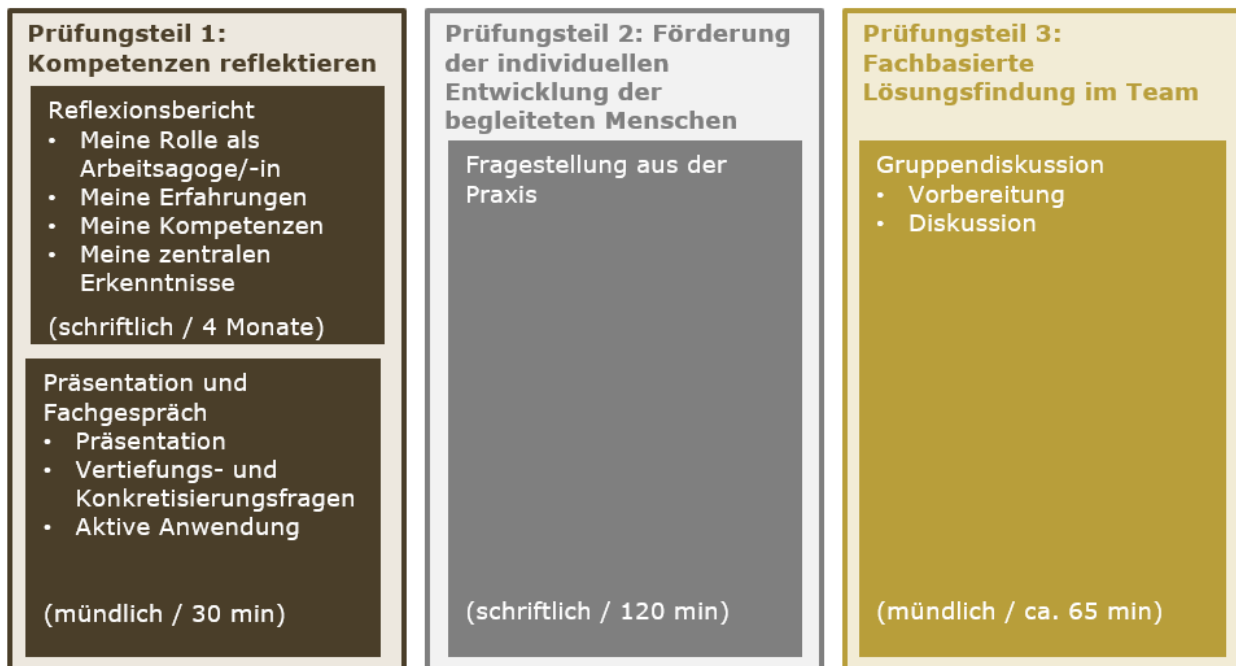 Prüfungsteil 1:
Kompetenzen reflektieren
Reflexionsbericht
• Meine Rolle als
Arbeitsagoge/-in
• Meine Erfahrungen
• Meine Kompetenzen
• Meine zentralen
Erkenntnisse
(schriftlich / 4 Monate)
Präsentation und
Fachgespräch
• Präsentation
• Vertiefungs- und
Konkretisierungsfragen
• Aktive Anwendung
(mündlich / 30 min)
Prüfungsteil 2: Förderung
der individuellen
Entwicklung der
begleiteten Menschen
Fragestellung aus der
Praxis
(schriftlich / 120 min)
Prüfungsteil 3:
Fachbasierte
Lösungsfindung im Team
Gruppendiskussion
• Vorbereitung
• Diskussion
(mündlich / ca. 65 min)